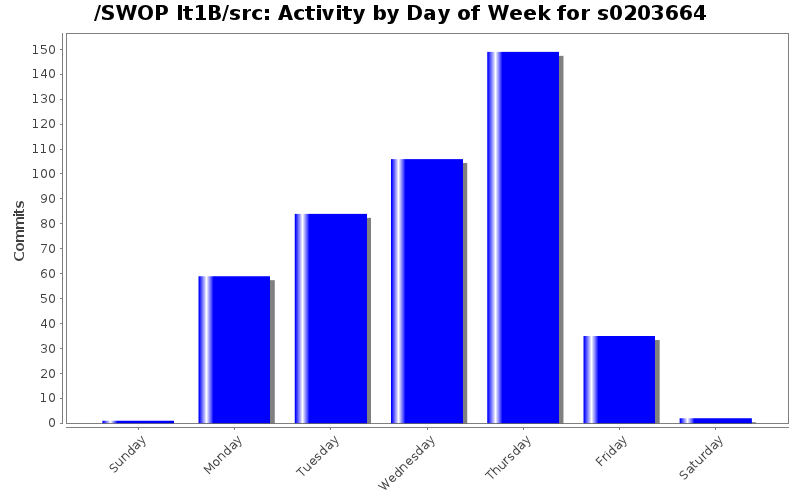 /SWOP It1B/src: Activity by Day of Week for s0203664
Commits
150
140
130
120
110
100
90
80
70
60
50
40
30
20
10
0
Sunday
Monday
Tuesday
Wednesday
Thursday
Friday
Saturday